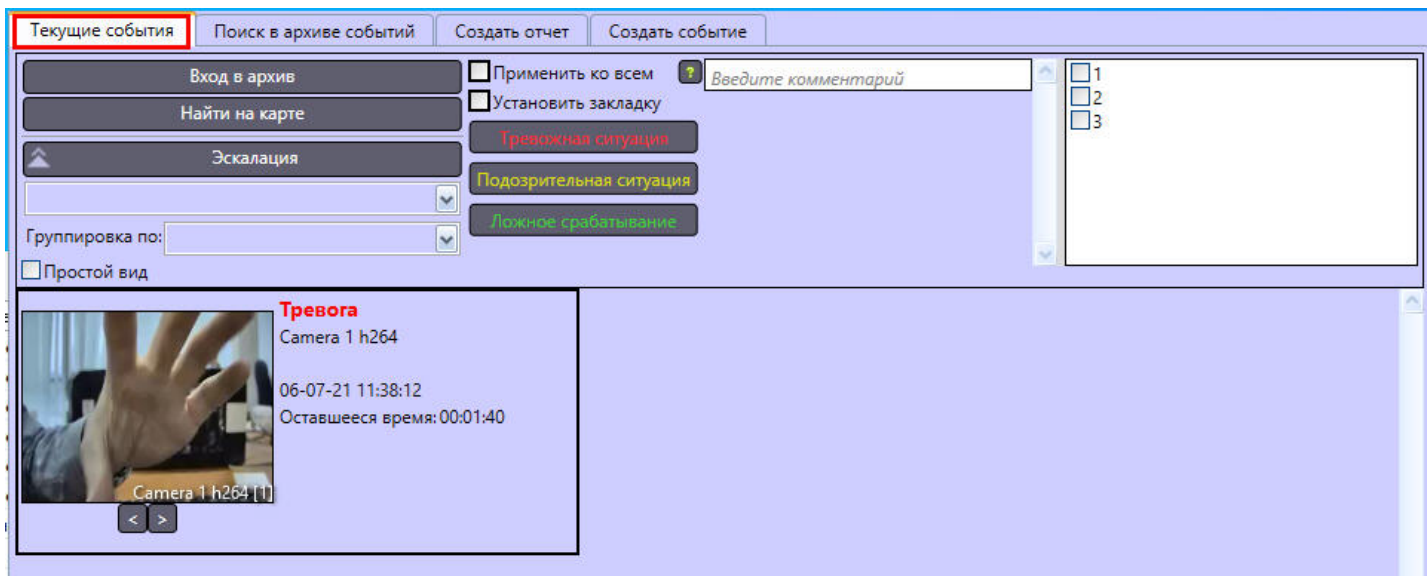 Текущие события
Поиск в архиве событий
Создать отчет
Создать событие
Вход в архив
Найти на карте
Эскалация
Группировка по:
Простой вид
Применить ко всем
?
Введите комментарий
Установить закладку
Тревожная ситуация
Подозрительная ситуация
Ложное срабатывание
1
2
3
Тревога
Camera 1 h264
06-07-21 11:38:12
Оставшееся время: 00:01:40
Camera 1 h264 [1]
< >